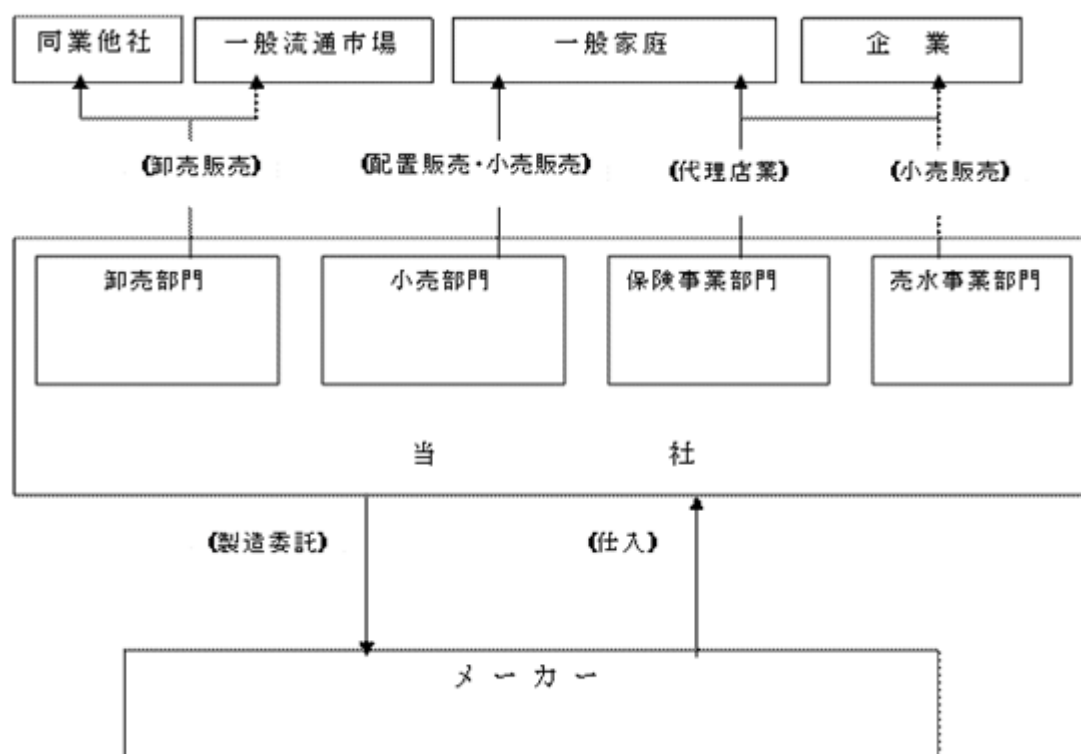 同業他社
一般流通市場
一般家庭
企　業
(卸売販売)
(配置販売・小売販売)
(代理店業)
(小売販売)
卸売部門
小売部門
保険事業部門
売水事業部門
当　社
(製造委託)
(仕入)
メーカー